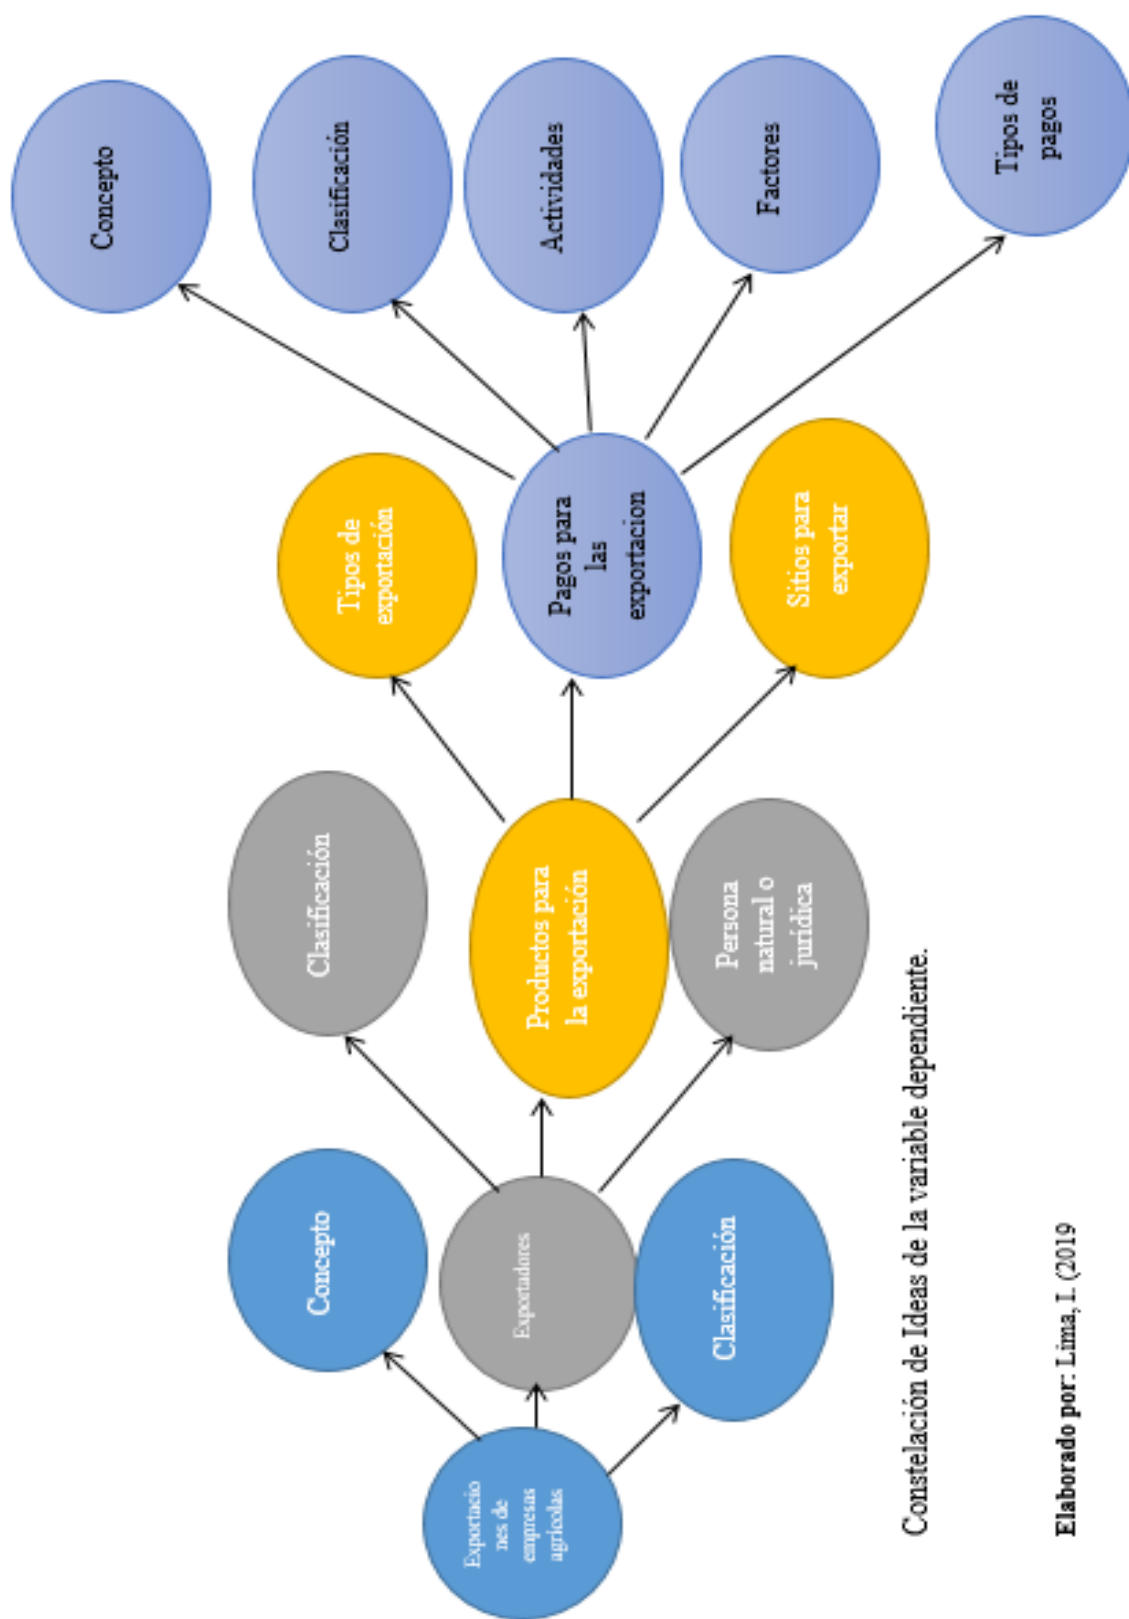 Exportacio
nes de
empresas
agrícolas
Concepto
Exportadores
Clasificación
Clasificación
Productos para
la exportación
Persona
natural o
jurídica
Tipos de
exportación
Pagos para
las
exportacion
Sitios para
exportar
Concepto
Clasificación
Actividades
Factores
Tipos de
pagos
Constelación de Ideas de la variable dependiente.
Elaborado por: Lima, I. (2019